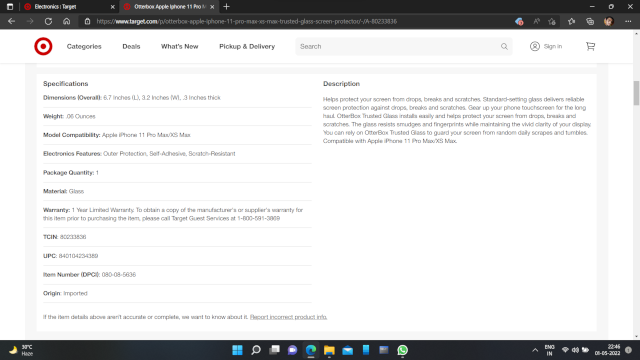 Electronics : Target
OtterBox Apple iPhone 11 Pro M
https://www.target.com/p/otterbox-apple-iphone-11-pro-max-xs-max-trusted-glass-screen-protector/-/A-80233836
Categories
Deals
What's New
Pickup & Delivery
Search
Sign in
Specifications
Dimensions (Overall): 6.7 Inches (L), 3.2 Inches (W), .3 Inches thick
Weight: .06 Ounces
Model Compatibility: Apple iPhone 11 Pro Max/XS Max
Electronics Features: Outer Protection, Self-Adhesive, Scratch-Resistant
Package Quantity: 1
Material: Glass
Warranty: 1 Year Limited Warranty. To obtain a copy of the manufacturer's or supplier's warranty for
this item prior to purchasing the item, please call Target Guest Services at 1-800-591-3869
TCIN: 80233836
UPC: 840104234389
Item Number (DPCI): 080-08-5636
Origin: Imported
If the item details above aren't accurate or complete, we want to know about it. Report incorrect product info.
Description
Helps protect your screen from drops, breaks and scratches. Standard-setting glass delivers reliable
screen protection against drops, breaks and scratches. Gear up your phone touchscreen for the long
haul. OtterBox Trusted Glass installs easily and helps protect your screen from drops, breaks and
scratches. The glass resists smudges and fingerprints while maintaining the vivid clarity of your display.
You can rely on OtterBox Trusted Glass to guard your screen from random daily scrapes and tumbles.
Compatible with Apple iPhone 11 Pro Max/XS Max.
30°C
Haze
ENG
IN
22:46
01-05-2022